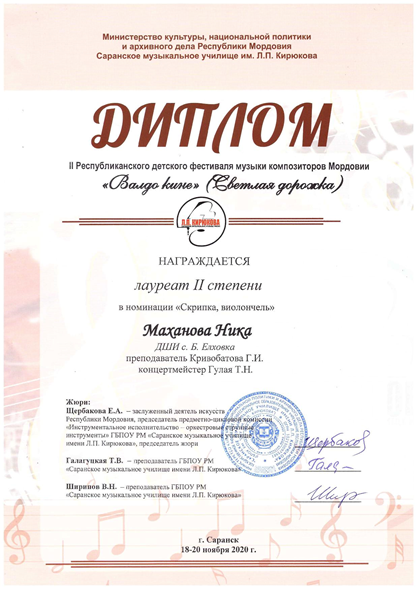 Министерство культуры, национальной политики
и архивного дела Республики Мордовия
Саранское музыкальное училище им. Л.П. Кирюкова
ДИПЛОМ
II Республиканского детского фестиваля музыки композиторов Мордовии
«Валдо кине» (Светлая дорожка)
Л.П. КИРЮКОВА
НАГРАЖДАЕТСЯ
лауреат II степени
в номинации «Скрипка, виолончель»
Маханова Ника
ДШИ с. Б. Елховка
преподаватель Кривобатова Г.И.
концертмейстер Гулая Т.Н.
Жюри:
Щербакова Е.А. – заслуженный деятель искусств
Республики Мордовия, председатель предметно-цикловой комиссии
«Инструментальное исполнительство – оркестровые струнные
инструменты» ГБПОУ РМ «Саранское музыкальное училище
имени Л.П. Кирюкова», председатель жюри
Галагуцкая Т.В. – преподаватель ГБПОУ РМ
«Саранское музыкальное училище имени Л.П. Кирюкова»
Ширинов В.Н. – преподаватель ГБПОУ РМ
«Саранское музыкальное училище имени Л.П. Кирюкова»
г. Саранск
18-20 ноября 2020 г.